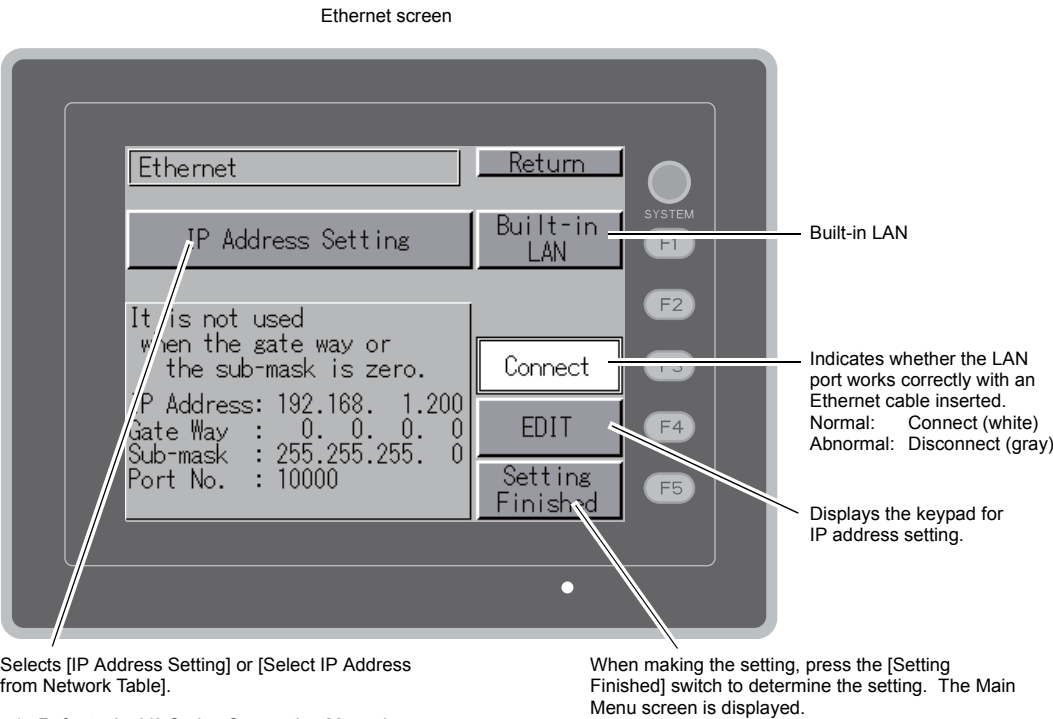 Ethernet screen
Ethernet
Return
IP Address Setting
Built-in
LAN
SYSTEM
F1
Built-in LAN
F2
It is not used
when the gate way or
the sub-mask is zero.
Connect
F3
Indicates whether the LAN
port works correctly with an
Ethernet cable inserted.
Normal: Connect (white)
Abnormal: Disconnect (gray)
IP Address: 192.168. 1.200
Gate Way : 0. 0. 0. 0
Sub-mask : 255.255.255. 0
Port No. : 10000
EDIT
F4
Setting
Finished
F5
Displays the keypad for
IP address setting.
Selects [IP Address Setting] or [Select IP Address
from Network Table].
When making the setting, press the [Setting
Finished] switch to determine the setting. The Main
Menu screen is displayed.